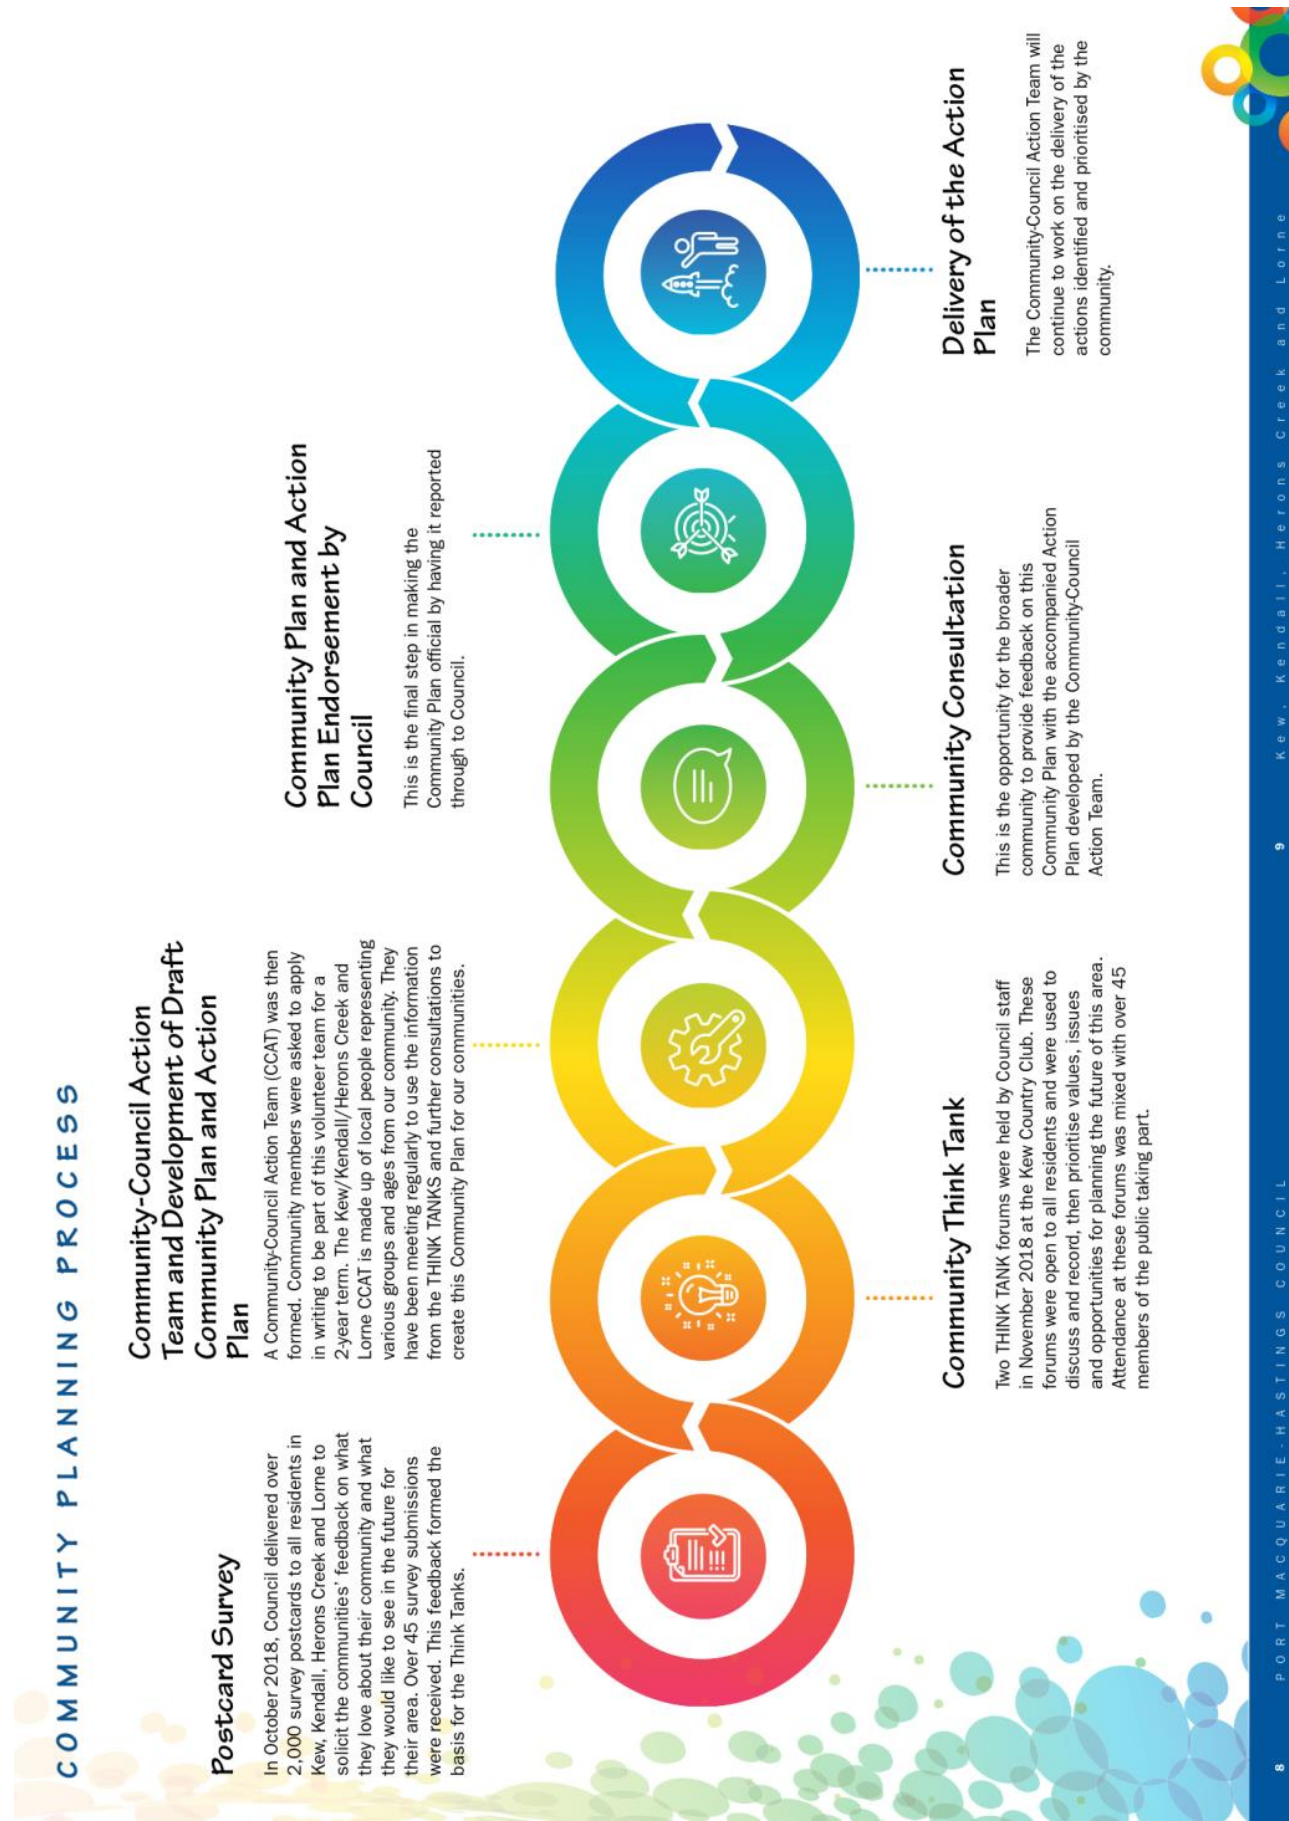 COMMUNITY PLANNING PROCESS
Postcard Survey
In October 2018, Council delivered over
2,000 survey postcards to all residents in
Kew, Kendall, Herons Creek and Lorne to
solicit the communities' feedback on what
they love about their community and what
they would like to see in the future for
their area. Over 45 survey submissions
were received. This feedback formed the
basis for the Think Tanks.
Community Think Tank
Two THINK TANK forums were held by Council staff
in November 2018 at the Kew Country Club. These
forums were open to all residents and were used to
discuss and record, then prioritise values, issues
and opportunities for planning the future of this area.
Attendance at these forums was mixed with over 45
members of the public taking part.
Community-Council Action
Team and Development of Draft
Community Plan and Action
Plan
A Community-Council Action Team (CCAT) was then
formed. Community members were asked to apply
in writing to be part of this volunteer team for a
2-year term. The Kew/Kendall/Herons Creek and
Lorne CCAT is made up of local people representing
various groups and ages from our community. They
have been meeting regularly to use the information
from the THINK TANKS and further consultations to
create this Community Plan for our communities.
Community Consultation
This is the opportunity for the broader
community to provide feedback on this
Community Plan with the accompanied Action
Plan developed by the Community-Council
Action Team.
Community Plan and Action
Plan Endorsement by
Council
This is the final step in making the
Community Plan official by having it reported
through to Council.
Delivery of the Action
Plan
The Community-Council Action Team will
continue to work on the delivery of the
actions identified and prioritised by the
community.
8 PORT MACQUARIE-HASTINGS COUNCIL
9 Kew, Kendall, Herons Creek and Lorne